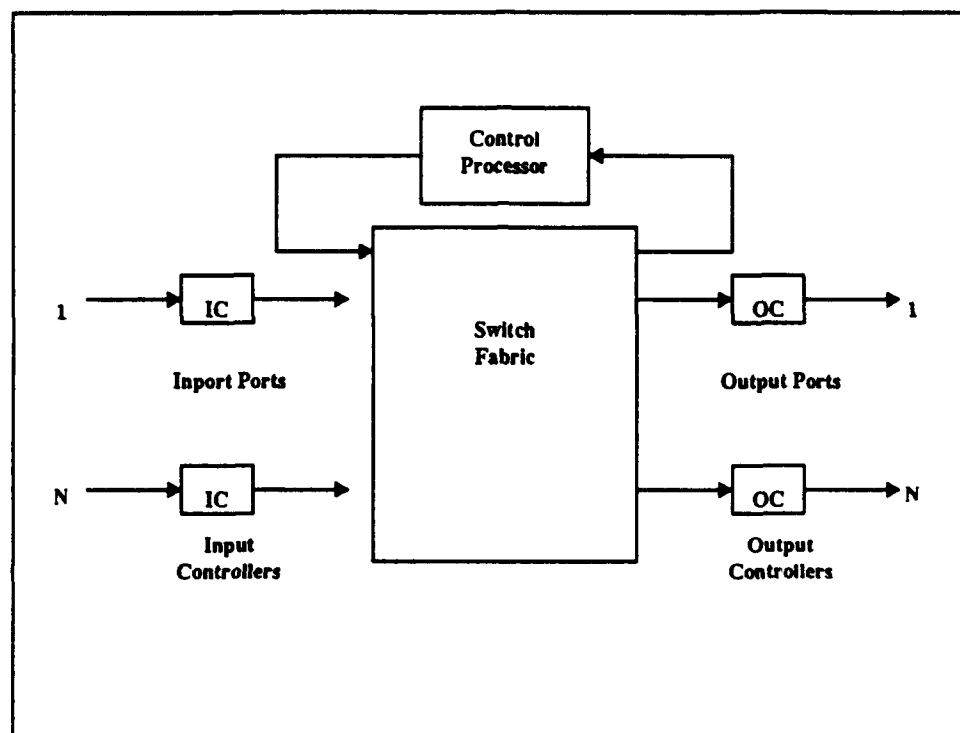 Control
Processor
1
IC
Switch
Fabric
OC
1
Inport Ports
Output Ports
N
IC
OC
N
Input
Controllers
Output
Controllers